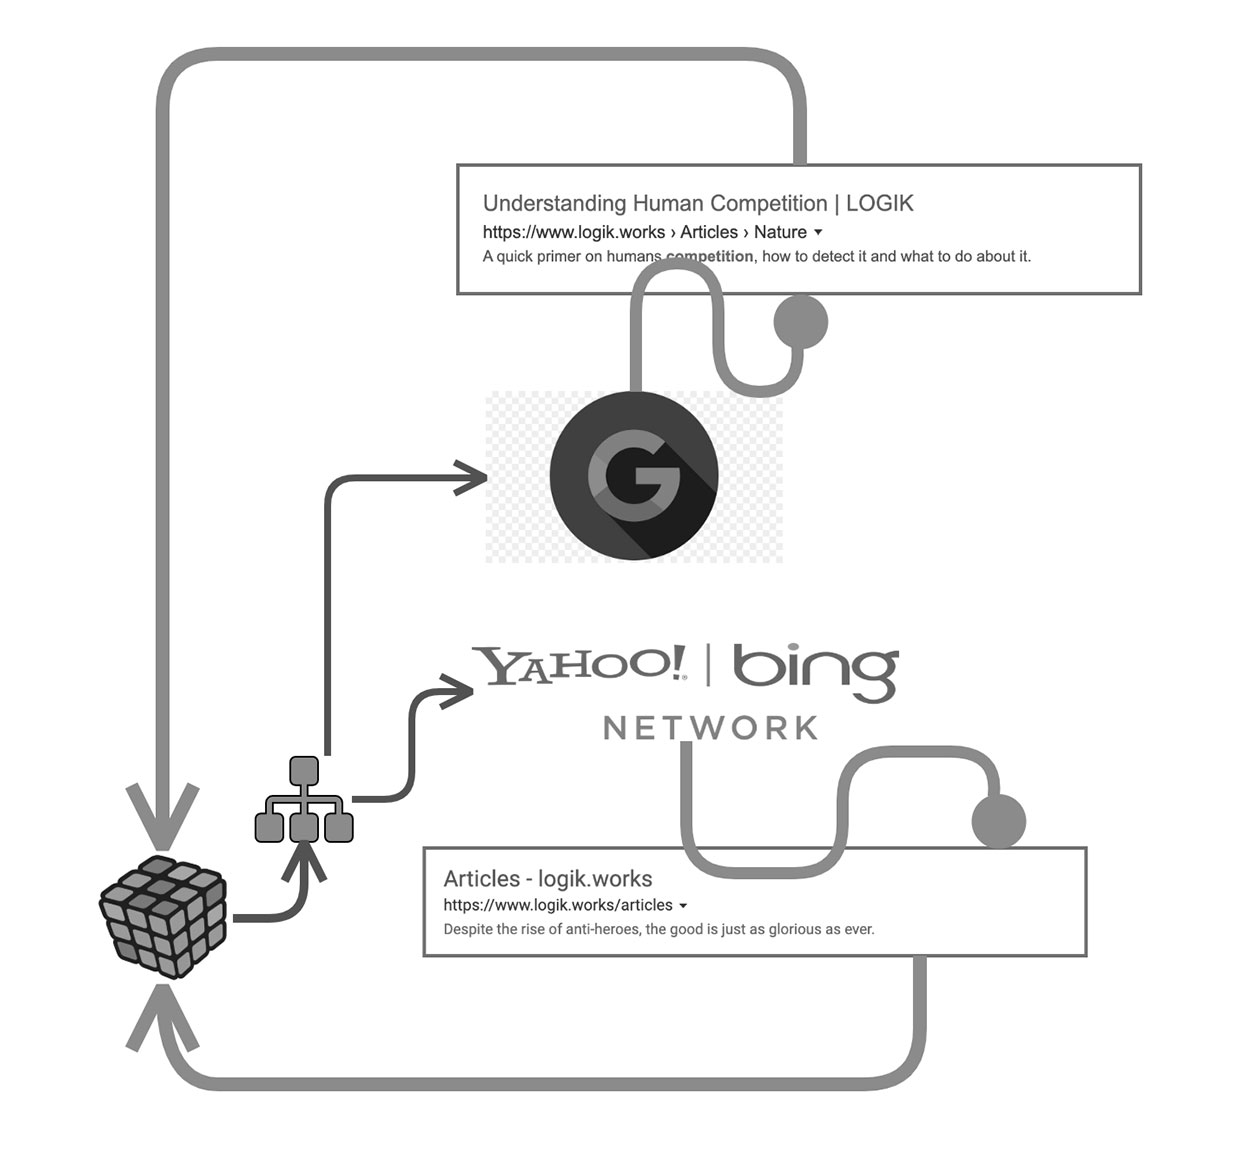 Understanding Human Competition | LOGIK
https://www.logik.works › Articles › Nature
A quick primer on humans competition, how to detect it and what to do about it.
G
YAHOO! | bing
NETWORK
Articles - logik.works
https://www.logik.works/articles
Despite the rise of anti-heroes, the good is just as glorious as ever.